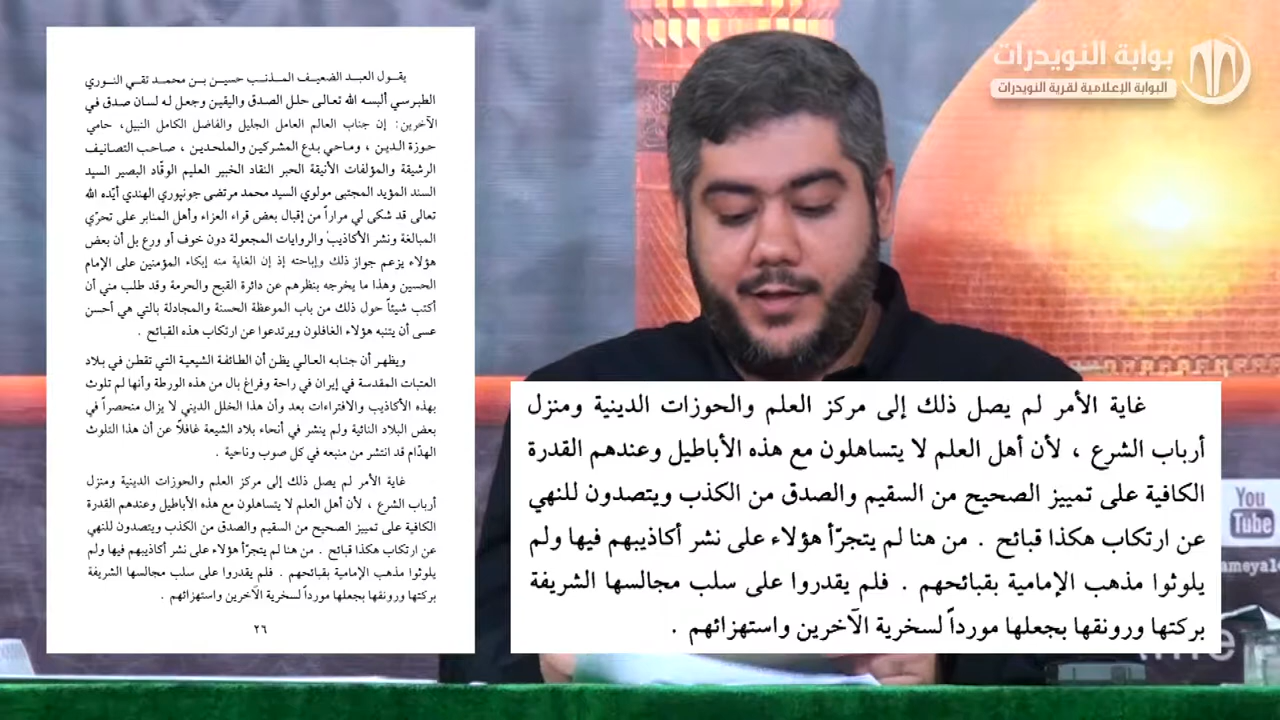 يقول العبد الضعيف المذنب حسين بن محمد تقي النوري
الطبرسي ألبسه الله تعالى حلل الصدق واليقين وجعل له لسان صدق في
الآخرين: إن جناب العالم العامل الجليل والفاضل الكامل النبيل، حامي
حوزة الدين ، وماحي بدع المشركين والملحدين ، صاحب التصانيف
الرشيقة والمؤلفات الأنيقة الحبر النقاد الخبير العليم الوقّاد البصير السيد
السند المؤيد المجتبى مولوي السيد محمد مرتضى جونپوري الهندي أيّده الله
تعالى قد شكى لي مراراً من إقبال بعض قراء العزاء وأهل المنابر على تحرّي
المبالغة ونشر الأكاذيب والروايات المجعولة دون خوف أو ورع بل أن بعض
هؤلاء يزعم جواز ذلك وإباحته إذ إن الغاية منه إبكاء المؤمنين على الإمام
الحسين وهذا ما يخرجه بنظرهم عن دائرة القبح والحرمة وقد طلب مني أن
أكتب شيئاً حول ذلك من باب الموعظة الحسنة والمجادلة بالتي هي أحسن
عسى أن يتنبه هؤلاء الغافلون ويرتدعوا عن ارتكاب هذه القبائح .
ويظهر أن جنابه العالي يظن أن الطائفة الشيعية التي تقطن في بلاد
العتبات المقدسة في إيران في راحة وفراغ بال من هذه الورطة وأنها لم تلوث
بهذه الأكاذيب والافتراءات بعد وأن هذا الخلل الديني لا يزال منحصراً في
بعض البلاد النائية ولم ينشر في أنحاء بلاد الشيعة غافلاً عن أن هذا التلوث
الهدّام قد انتشر من منبعه في كل صوب وناحية .
غاية الأمر لم يصل ذلك إلى مركز العلم والحوزات الدينية ومنزل
أرباب الشرع ، لأن أهل العلم لا يتساهلون مع هذه الأباطيل وعندهم القدرة
الكافية على تمييز الصحيح من السقيم والصدق من الكذب ويتصدون للنهي
عن ارتكاب هكذا قبائح . من هنا لم يتجرّأ هؤلاء على نشر أكاذيبهم فيها ولم
يلوثوا مذهب الإمامية بقبائحهم . فلم يقدروا على سلب مجالسها الشريفة
بركتها ورونقها بجعلها مورداً لسخرية الآخرين واستهزائهم .
٢٦
بوابة النويدرات
البوابة الإعلامية لقرية النويدرات
غاية الأمر لم يصل ذلك إلى مركز العلم والحوزات الدينية ومنزل
أرباب الشرع ، لأن أهل العلم لا يتساهلون مع هذه الأباطيل وعندهم القدرة
الكافية على تمييز الصحيح من السقيم والصدق من الكذب ويتصدون للنهي
عن ارتكاب هكذا قبائح . من هنا لم يتجرّأ هؤلاء على نشر أكاذيبهم فيها ولم
يلوثوا مذهب الإمامية بقبائحهم . فلم يقدروا على سلب مجالسها الشريفة
بركتها ورونقها بجعلها مورداً لسخرية الآخرين واستهزائهم .
You
Tube